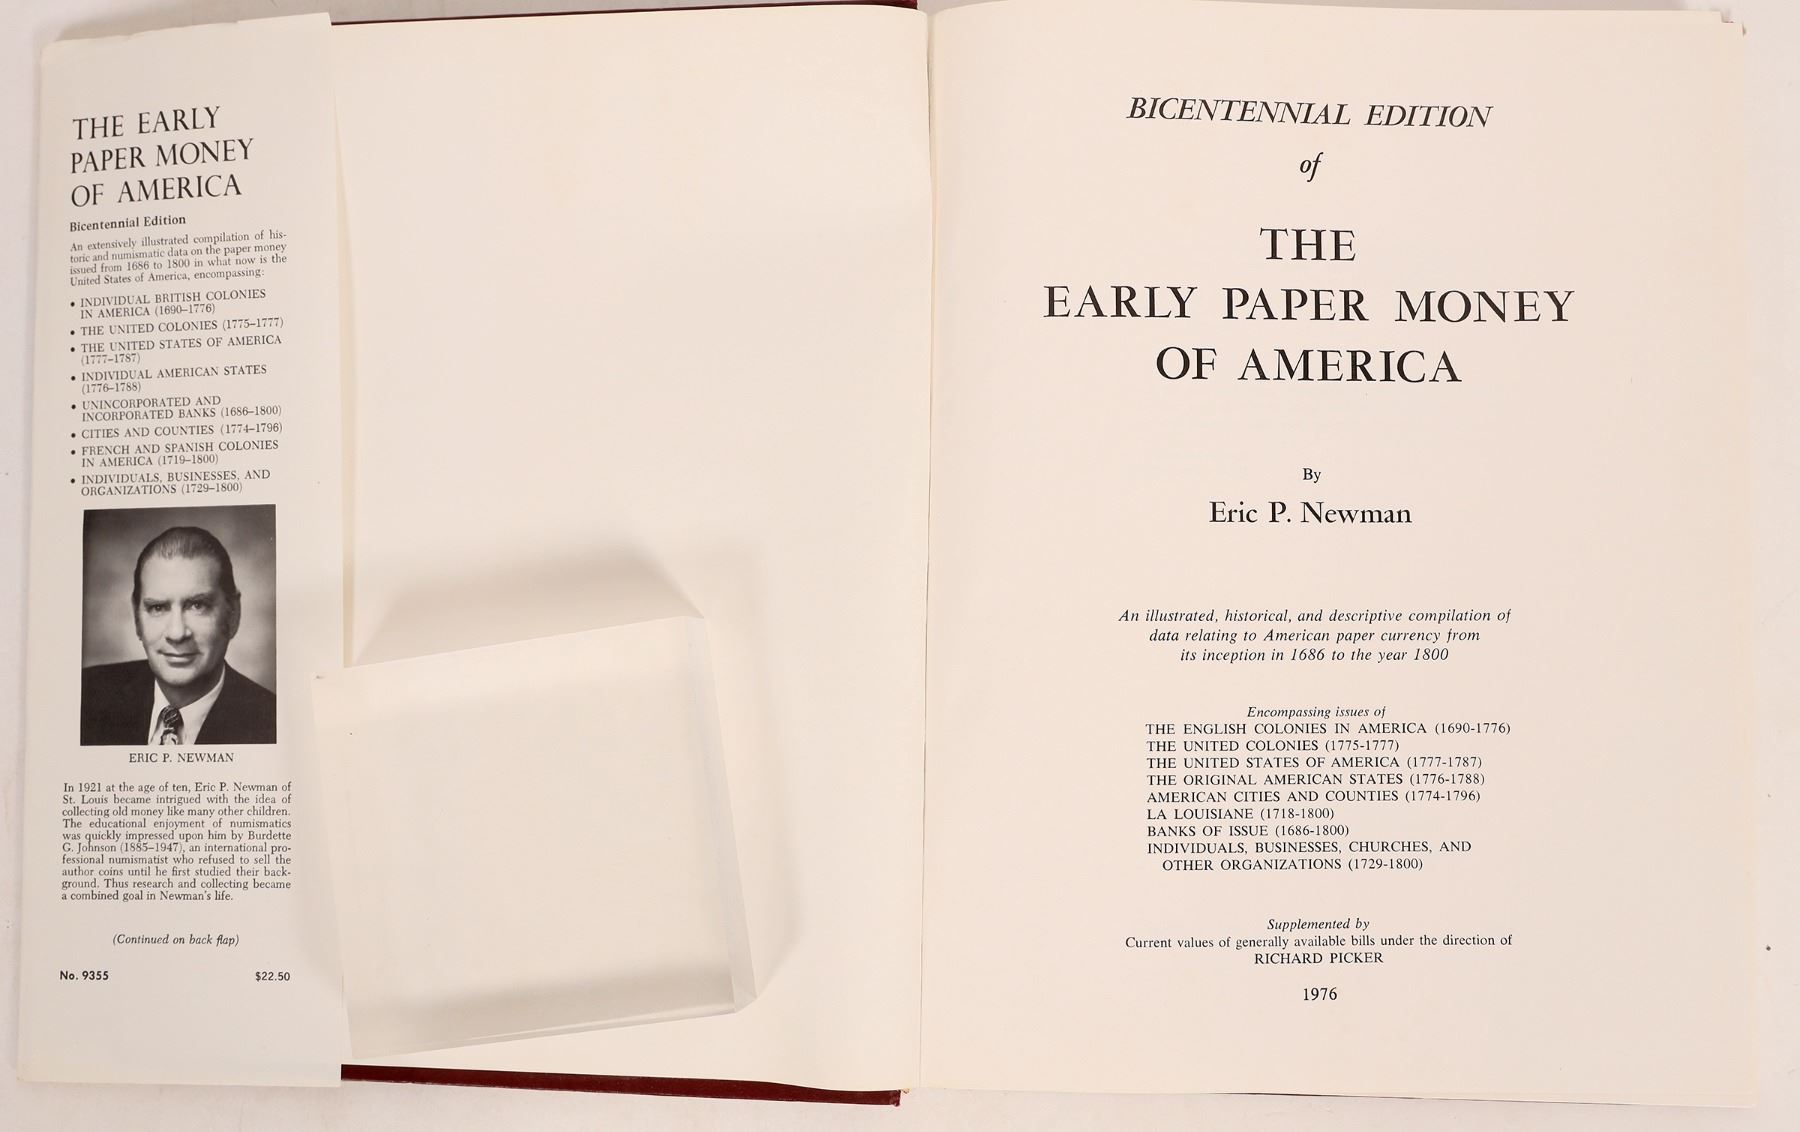 THE EARLY
PAPER MONEY
OF AMERICA
Bicentennial Edition
An extensively illustrated compilation of his-
toric and numismatic data on the paper money
issued from 1686 to 1800 in what now is the
United States of America, encompassing:
• INDIVIDUAL BRITISH COLONIES
IN AMERICA (1690–1776)
• THE UNITED COLONIES (1775–1777)
• THE UNITED STATES OF AMERICA
(1777–1787)
• INDIVIDUAL AMERICAN STATES
(1776–1788)
• UNINCORPORATED AND
INCORPORATED BANKS (1686–1800)
• CITIES AND COUNTIES (1774–1796)
• FRENCH AND SPANISH COLONIES
IN AMERICA (1719–1800)
• INDIVIDUALS, BUSINESSES, AND
ORGANIZATIONS (1729–1800)
ERIC P. NEWMAN
In 1921 at the age of ten, Eric P. Newman of
St. Louis became intrigued with the idea of
collecting old money like many other children.
The educational enjoyment of numismatics
was quickly impressed upon him by Burdette
G. Johnson (1885–1947), an international pro-
fessional numismatist who refused to sell the
author coins until he first studied their back-
ground. Thus research and collecting became
a combined goal in Newman's life.
(Continued on back flap)
No. 9355 $22.50
BICENTENNIAL EDITION
of
THE
EARLY PAPER MONEY
OF AMERICA
By
Eric P. Newman
An illustrated, historical, and descriptive compilation of
data relating to American paper currency from
its inception in 1686 to the year 1800
Encompassing issues of
THE ENGLISH COLONIES IN AMERICA (1690-1776)
THE UNITED COLONIES (1775-1777)
THE UNITED STATES OF AMERICA (1777-1787)
THE ORIGINAL AMERICAN STATES (1776-1788)
AMERICAN CITIES AND COUNTIES (1774-1796)
LA LOUISIANE (1718-1800)
BANKS OF ISSUE (1686-1800)
INDIVIDUALS, BUSINESSES, CHURCHES, AND
OTHER ORGANIZATIONS (1729-1800)
Supplemented by
Current values of generally available bills under the direction of
RICHARD PICKER
1976